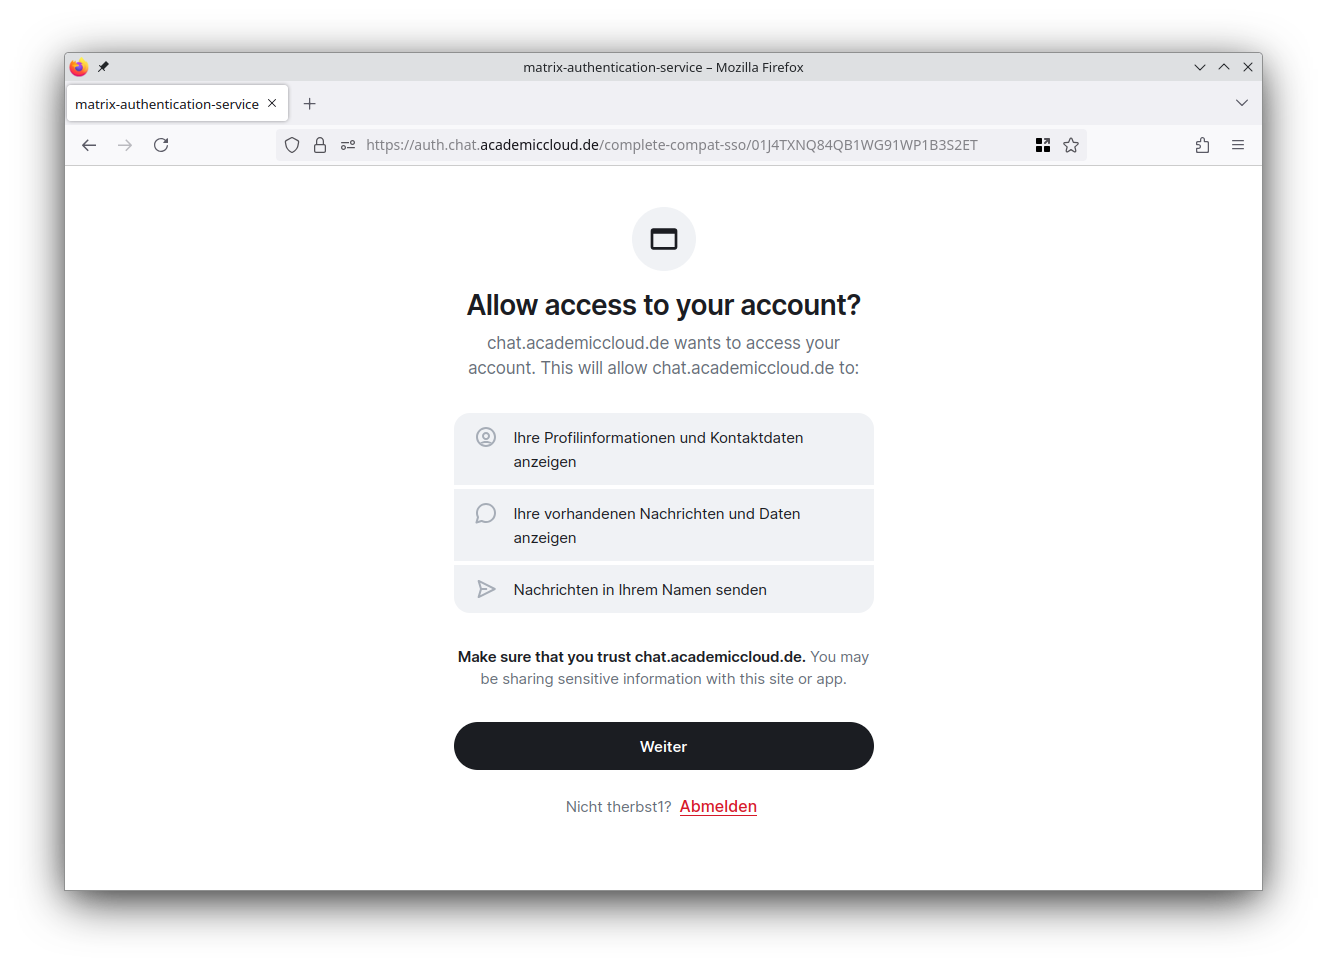 matrix-authentication-service – Mozilla Firefox
matrix-authentication-service
https://auth.chat.academiccloud.de/complete-compat-sso/01J4TXNQ84QB1WG91WP1B3S2ET
Allow access to your account?
chat.academiccloud.de wants to access your
account. This will allow chat.academiccloud.de to:
Ihre Profilinformationen und Kontaktdaten
anzeigen
Ihre vorhandenen Nachrichten und Daten
anzeigen
Nachrichten in Ihrem Namen senden
Make sure that you trust chat.academiccloud.de. You may
be sharing sensitive information with this site or app.
Weiter
Nicht therbst1? Abmelden